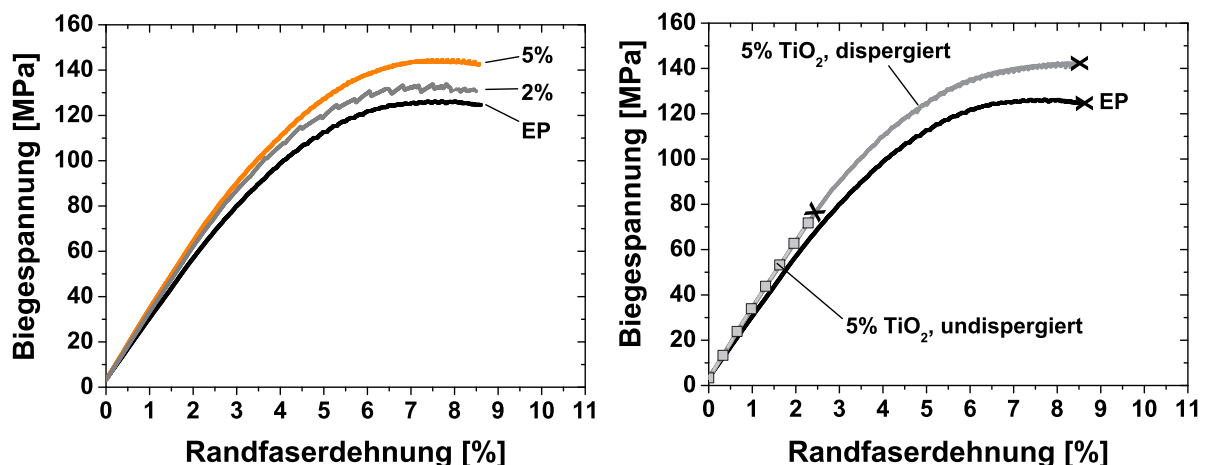 Biegespannung [MPa]
160
140
120
100
80
60
40
20
0
5%
2%
EP
0 1 2 3 4 5 6 7 8 9 10 11
Randfaserdehnung [%]
Biegespannung [MPa]
160
140
120
100
80
60
40
20
0
5% TiO₂, dispergiert
EP
5% TiO₂, undispergiert
0 1 2 3 4 5 6 7 8 9 10 11
Randfaserdehnung [%]